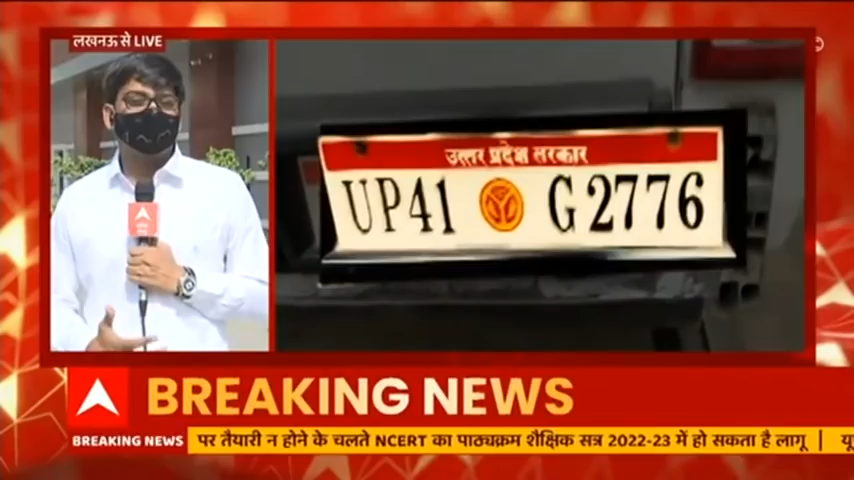 लखनऊ से LIVE
उत्तर प्रदेश सरकार
UP41 G2776
BREAKING NEWS
BREAKING NEWS
पर तैयारी न होने के चलते NCERT का पाठ्यक्रम शैक्षिक सत्र 2022-23 में हो सकता है लागू | यू